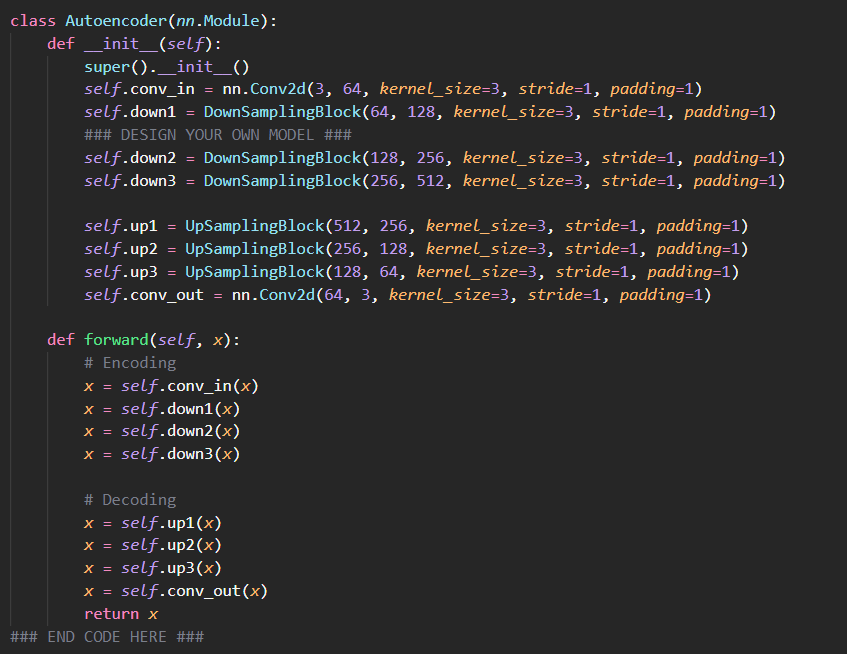 class Autoencoder(nn.Module):
    def __init__(self):
        super().__init__()
        self.conv_in = nn.Conv2d(3, 64, kernel_size=3, stride=1, padding=1)
        self.down1 = DownSamplingBlock(64, 128, kernel_size=3, stride=1, padding=1)
        ### DESIGN YOUR OWN MODEL ###
        self.down2 = DownSamplingBlock(128, 256, kernel_size=3, stride=1, padding=1)
        self.down3 = DownSamplingBlock(256, 512, kernel_size=3, stride=1, padding=1)

        self.up1 = UpSamplingBlock(512, 256, kernel_size=3, stride=1, padding=1)
        self.up2 = UpSamplingBlock(256, 128, kernel_size=3, stride=1, padding=1)
        self.up3 = UpSamplingBlock(128, 64, kernel_size=3, stride=1, padding=1)
        self.conv_out = nn.Conv2d(64, 3, kernel_size=3, stride=1, padding=1)

    def forward(self, x):
        # Encoding
        x = self.conv_in(x)
        x = self.down1(x)
        x = self.down2(x)
        x = self.down3(x)

        # Decoding
        x = self.up1(x)
        x = self.up2(x)
        x = self.up3(x)
        x = self.conv_out(x)
        return x
### END CODE HERE ###